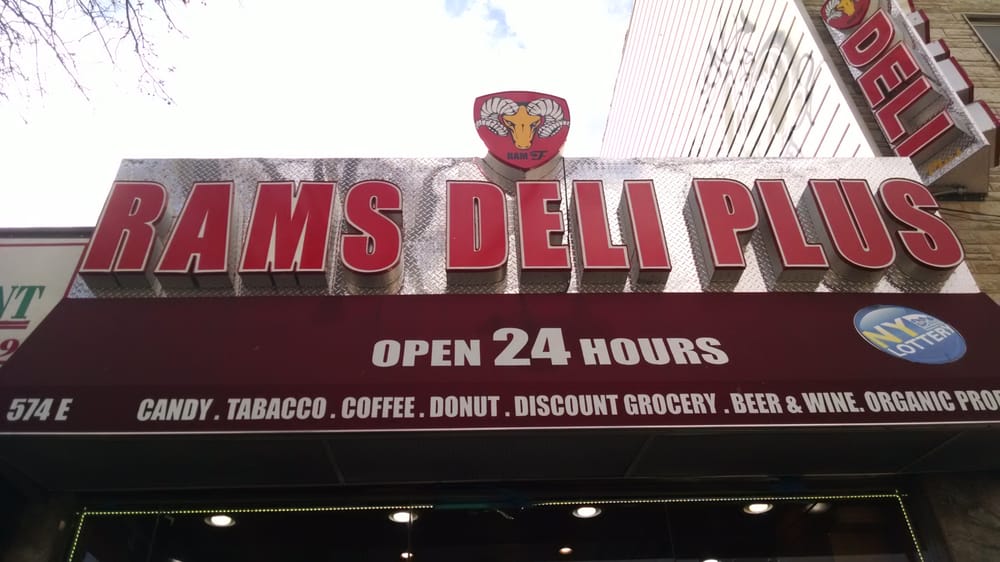 RAM
DELI
RAMS DELI PLUS
OPEN 24 HOURS
NY
LOTTERY
574 E
CANDY . TABACCO . COFFEE . DONUT . DISCOUNT GROCERY . BEER & WINE. ORGANIC PRO
NT